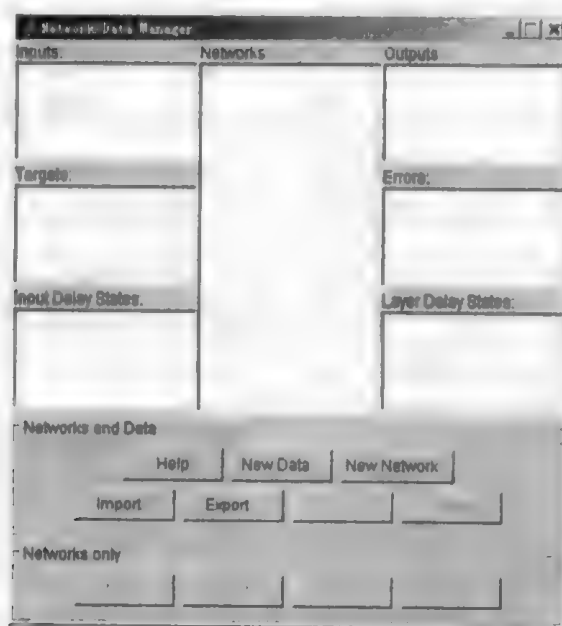 Network/Data Manager
Inputs:
Networks
Outputs
Targets:
Errors:
Input Delay States:
Layer Delay States:
Networks and Data
Help
New Data
New Network
Import
Export
Networks only